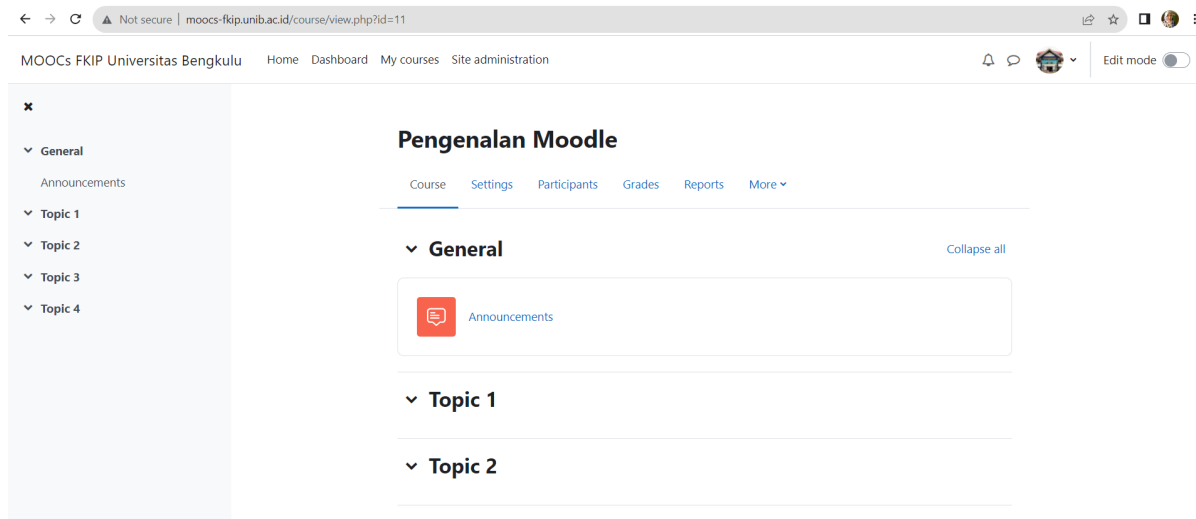 Not secure | moocs-fkip.unib.ac.id/course/view.php?id=11
MOOCs FKIP Universitas Bengkulu Home Dashboard My courses Site administration Edit mode
General
Announcements
Topic 1
Topic 2
Topic 3
Topic 4
Pengenalan Moodle
Course Settings Participants Grades Reports More
General Collapse all
Announcements
Topic 1
Topic 2